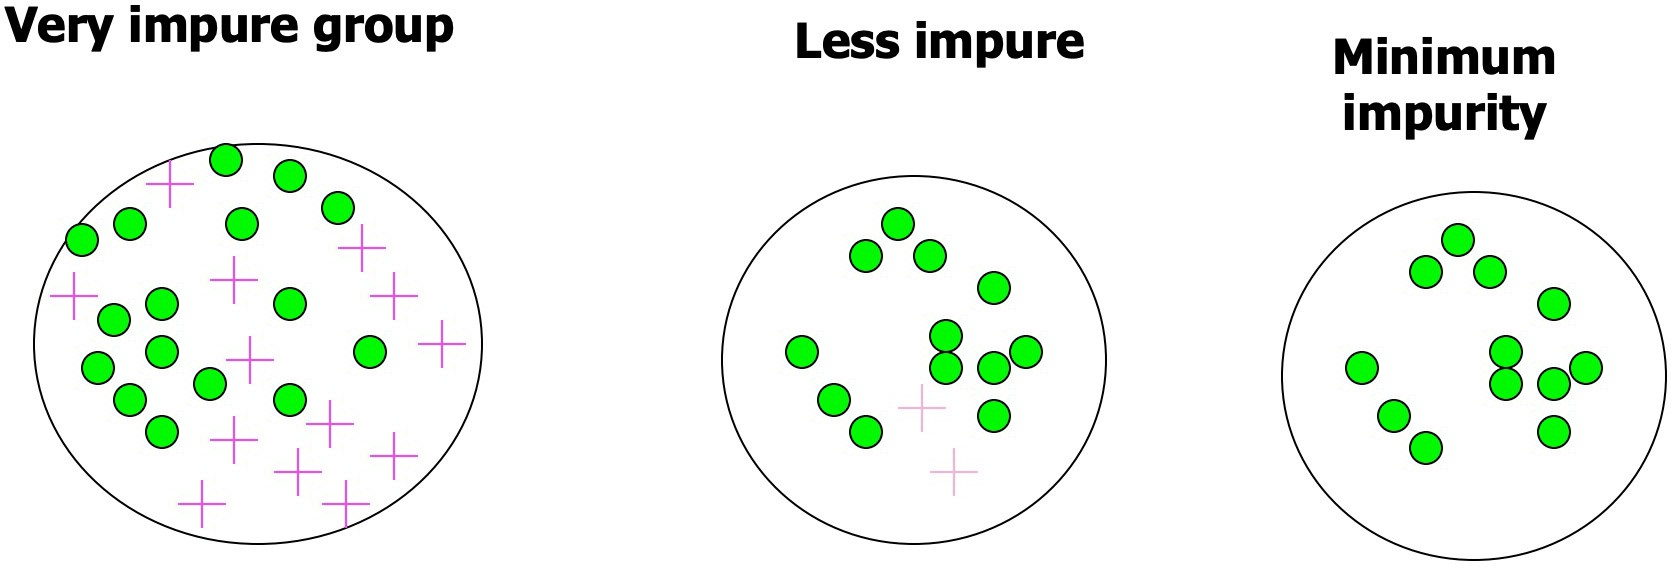 Very impure group
Less impure
Minimum
impurity